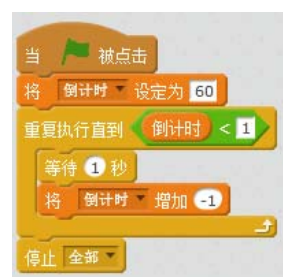 当 被点击
将 倒计时 设定为 60
重复执行直到 倒计时 < 1
等待 1 秒
将 倒计时 增加 -1
停止 全部